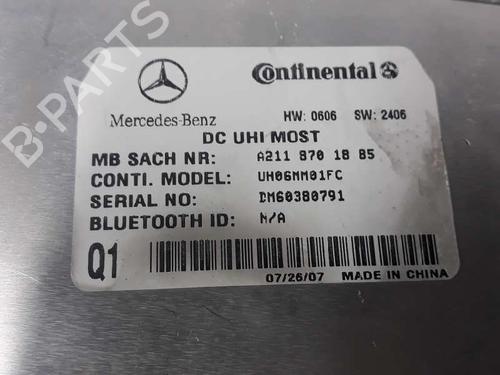 B-PARTS
Continental
Mercedes-Benz
HW: 0606 SW: 2406
DC UHI MOST
MB SACH NR: A211 870 18 85
CONTI. MODEL: UH06MM01FC
SERIAL NO: DM60380791
BLUETOOTH ID: N/A
Q1
07/26/07 MADE IN CHINA